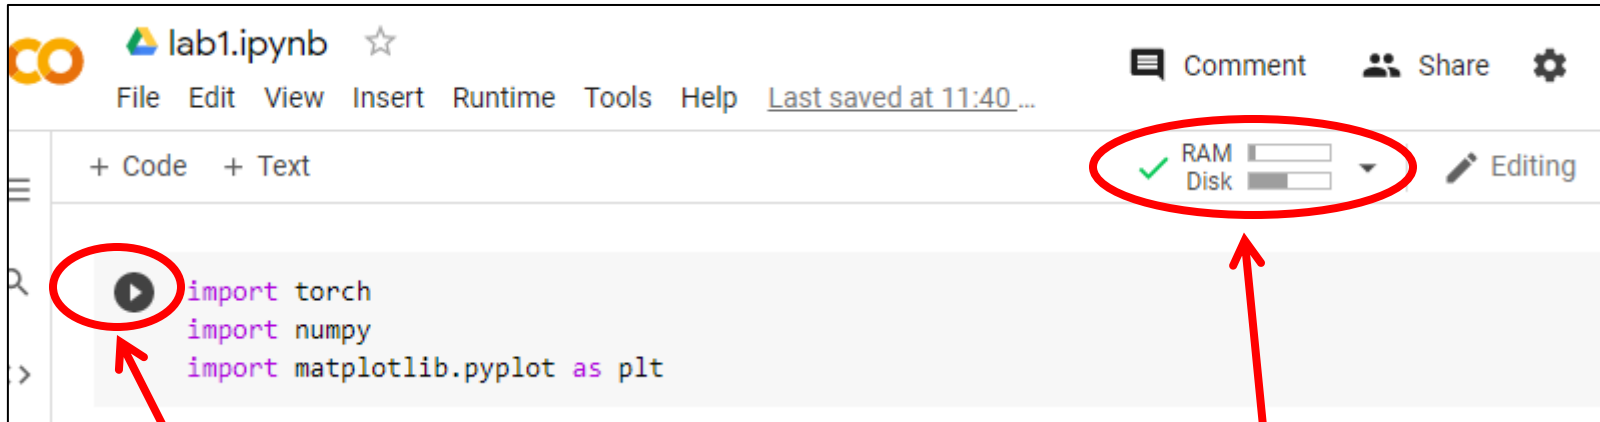 CO lab1.ipynb
Comment Share
File Edit View Insert Runtime Tools Help Last saved at 11:40 ...
+ Code + Text
RAM
Disk
Editing
import torch
import numpy
import matplotlib.pyplot as plt